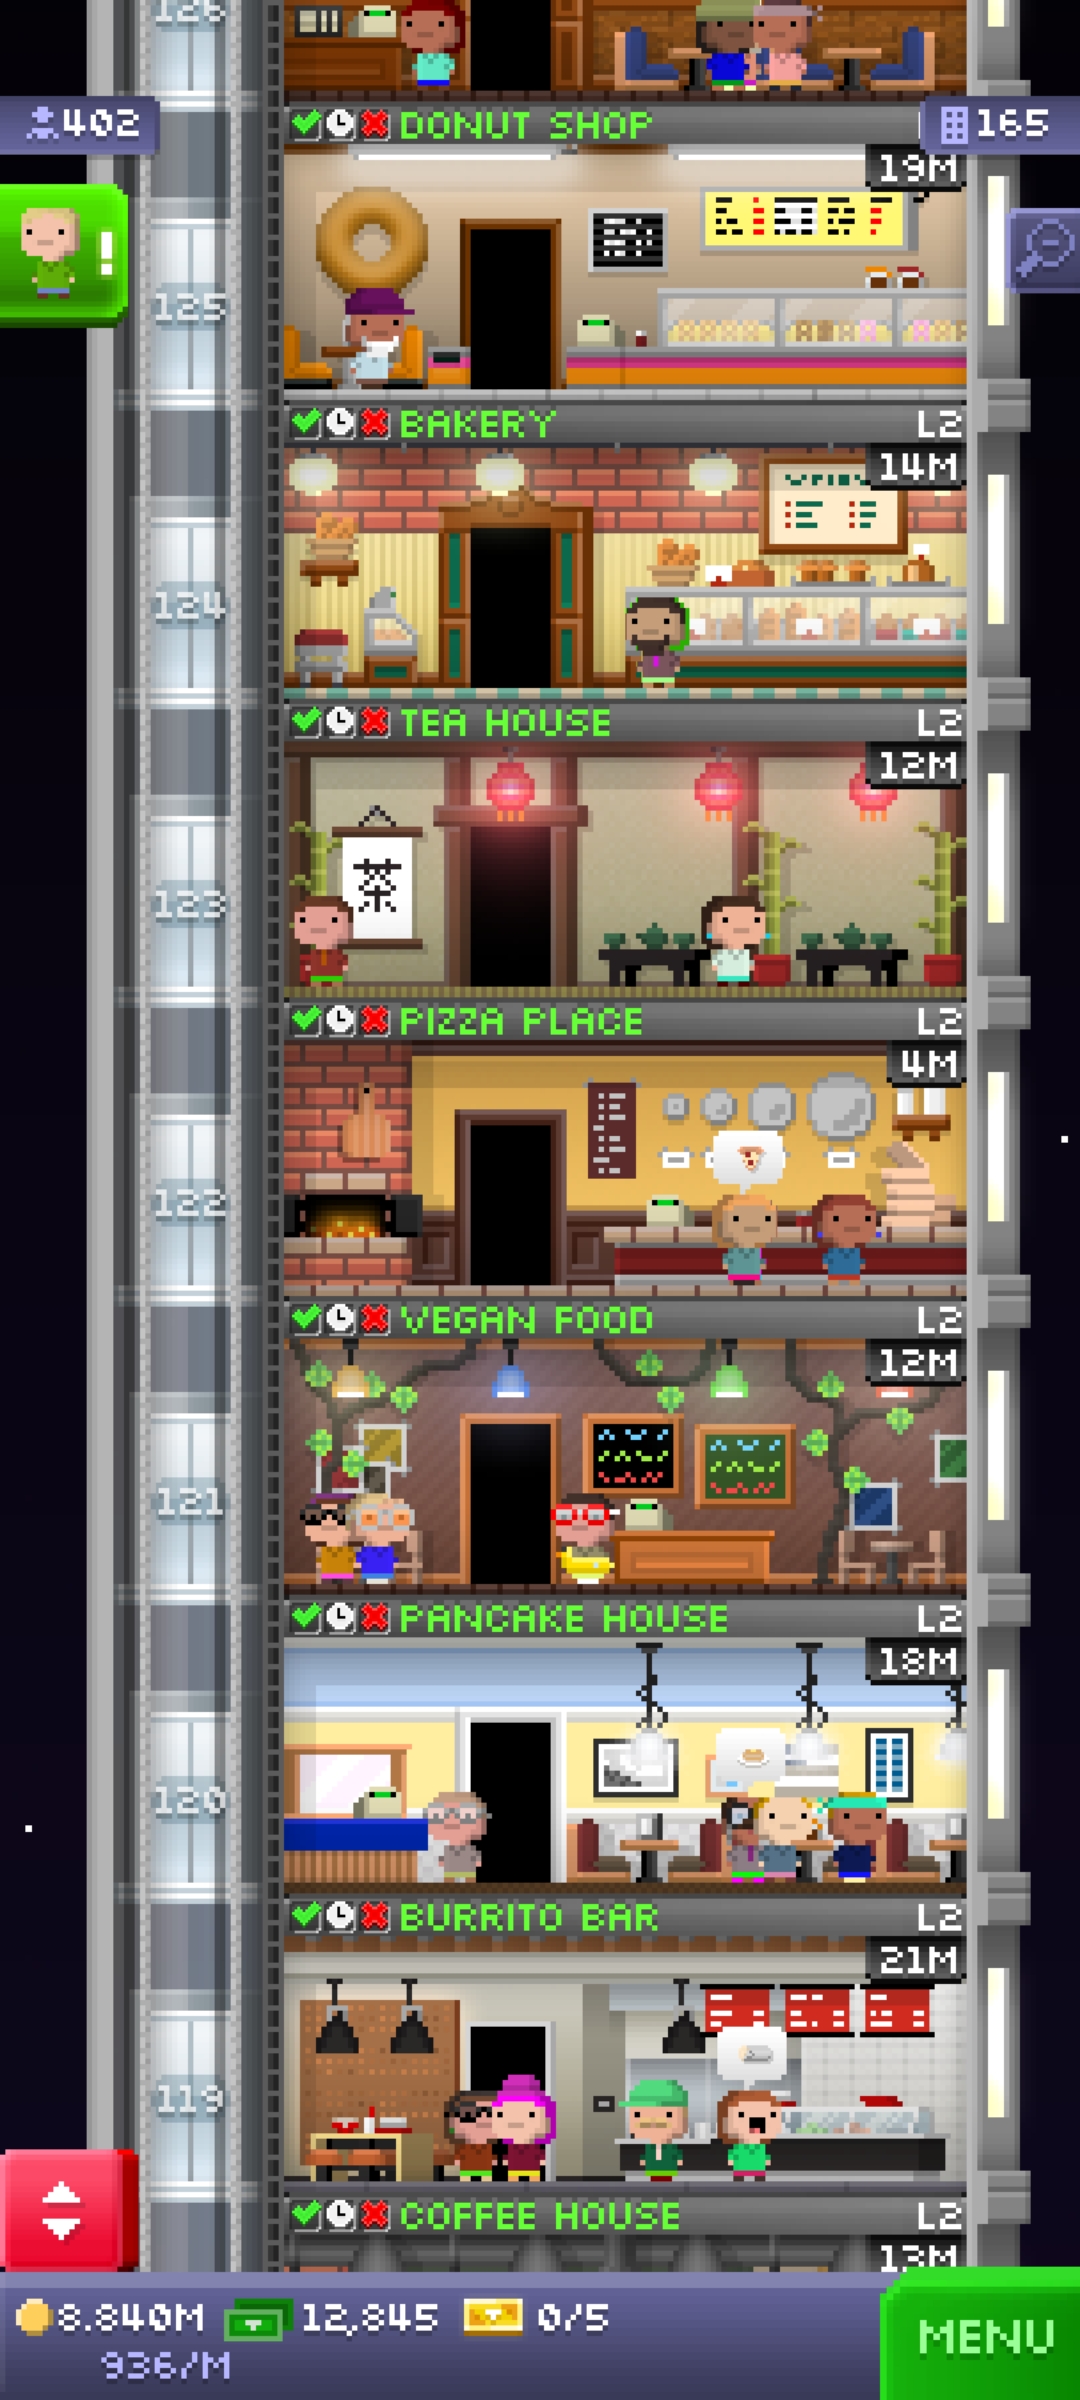 126
402
165
DONUT SHOP
19M
!
125
BAKERY L2
14M
124
TEA HOUSE L2
12M
茶
123
PIZZA PLACE L2
4M
122
VEGAN FOOD L2
12M
121
PANCAKE HOUSE L2
18M
120
BURRITO BAR L2
21M
119
COFFEE HOUSE L2
13M
8.840M 12,845 0/5
936/M
MENU